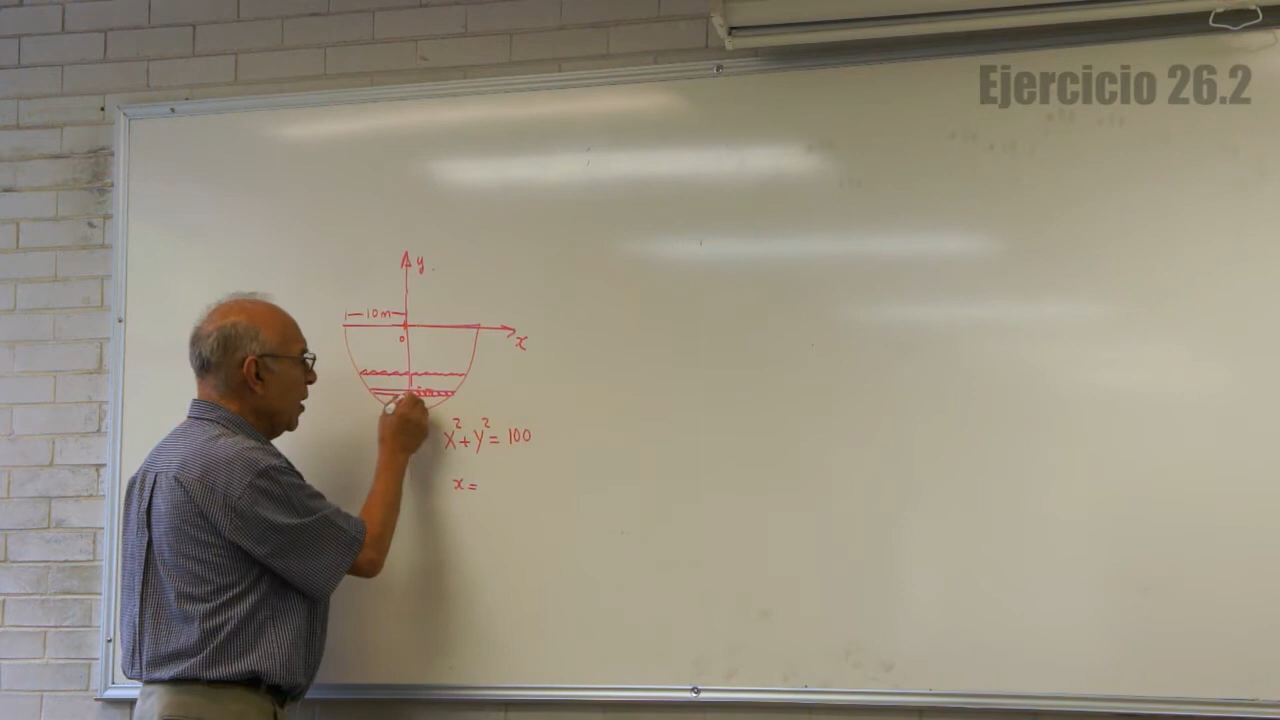 Ejercicio 26.2
y
10m
0
x
x² + y² = 100
x =